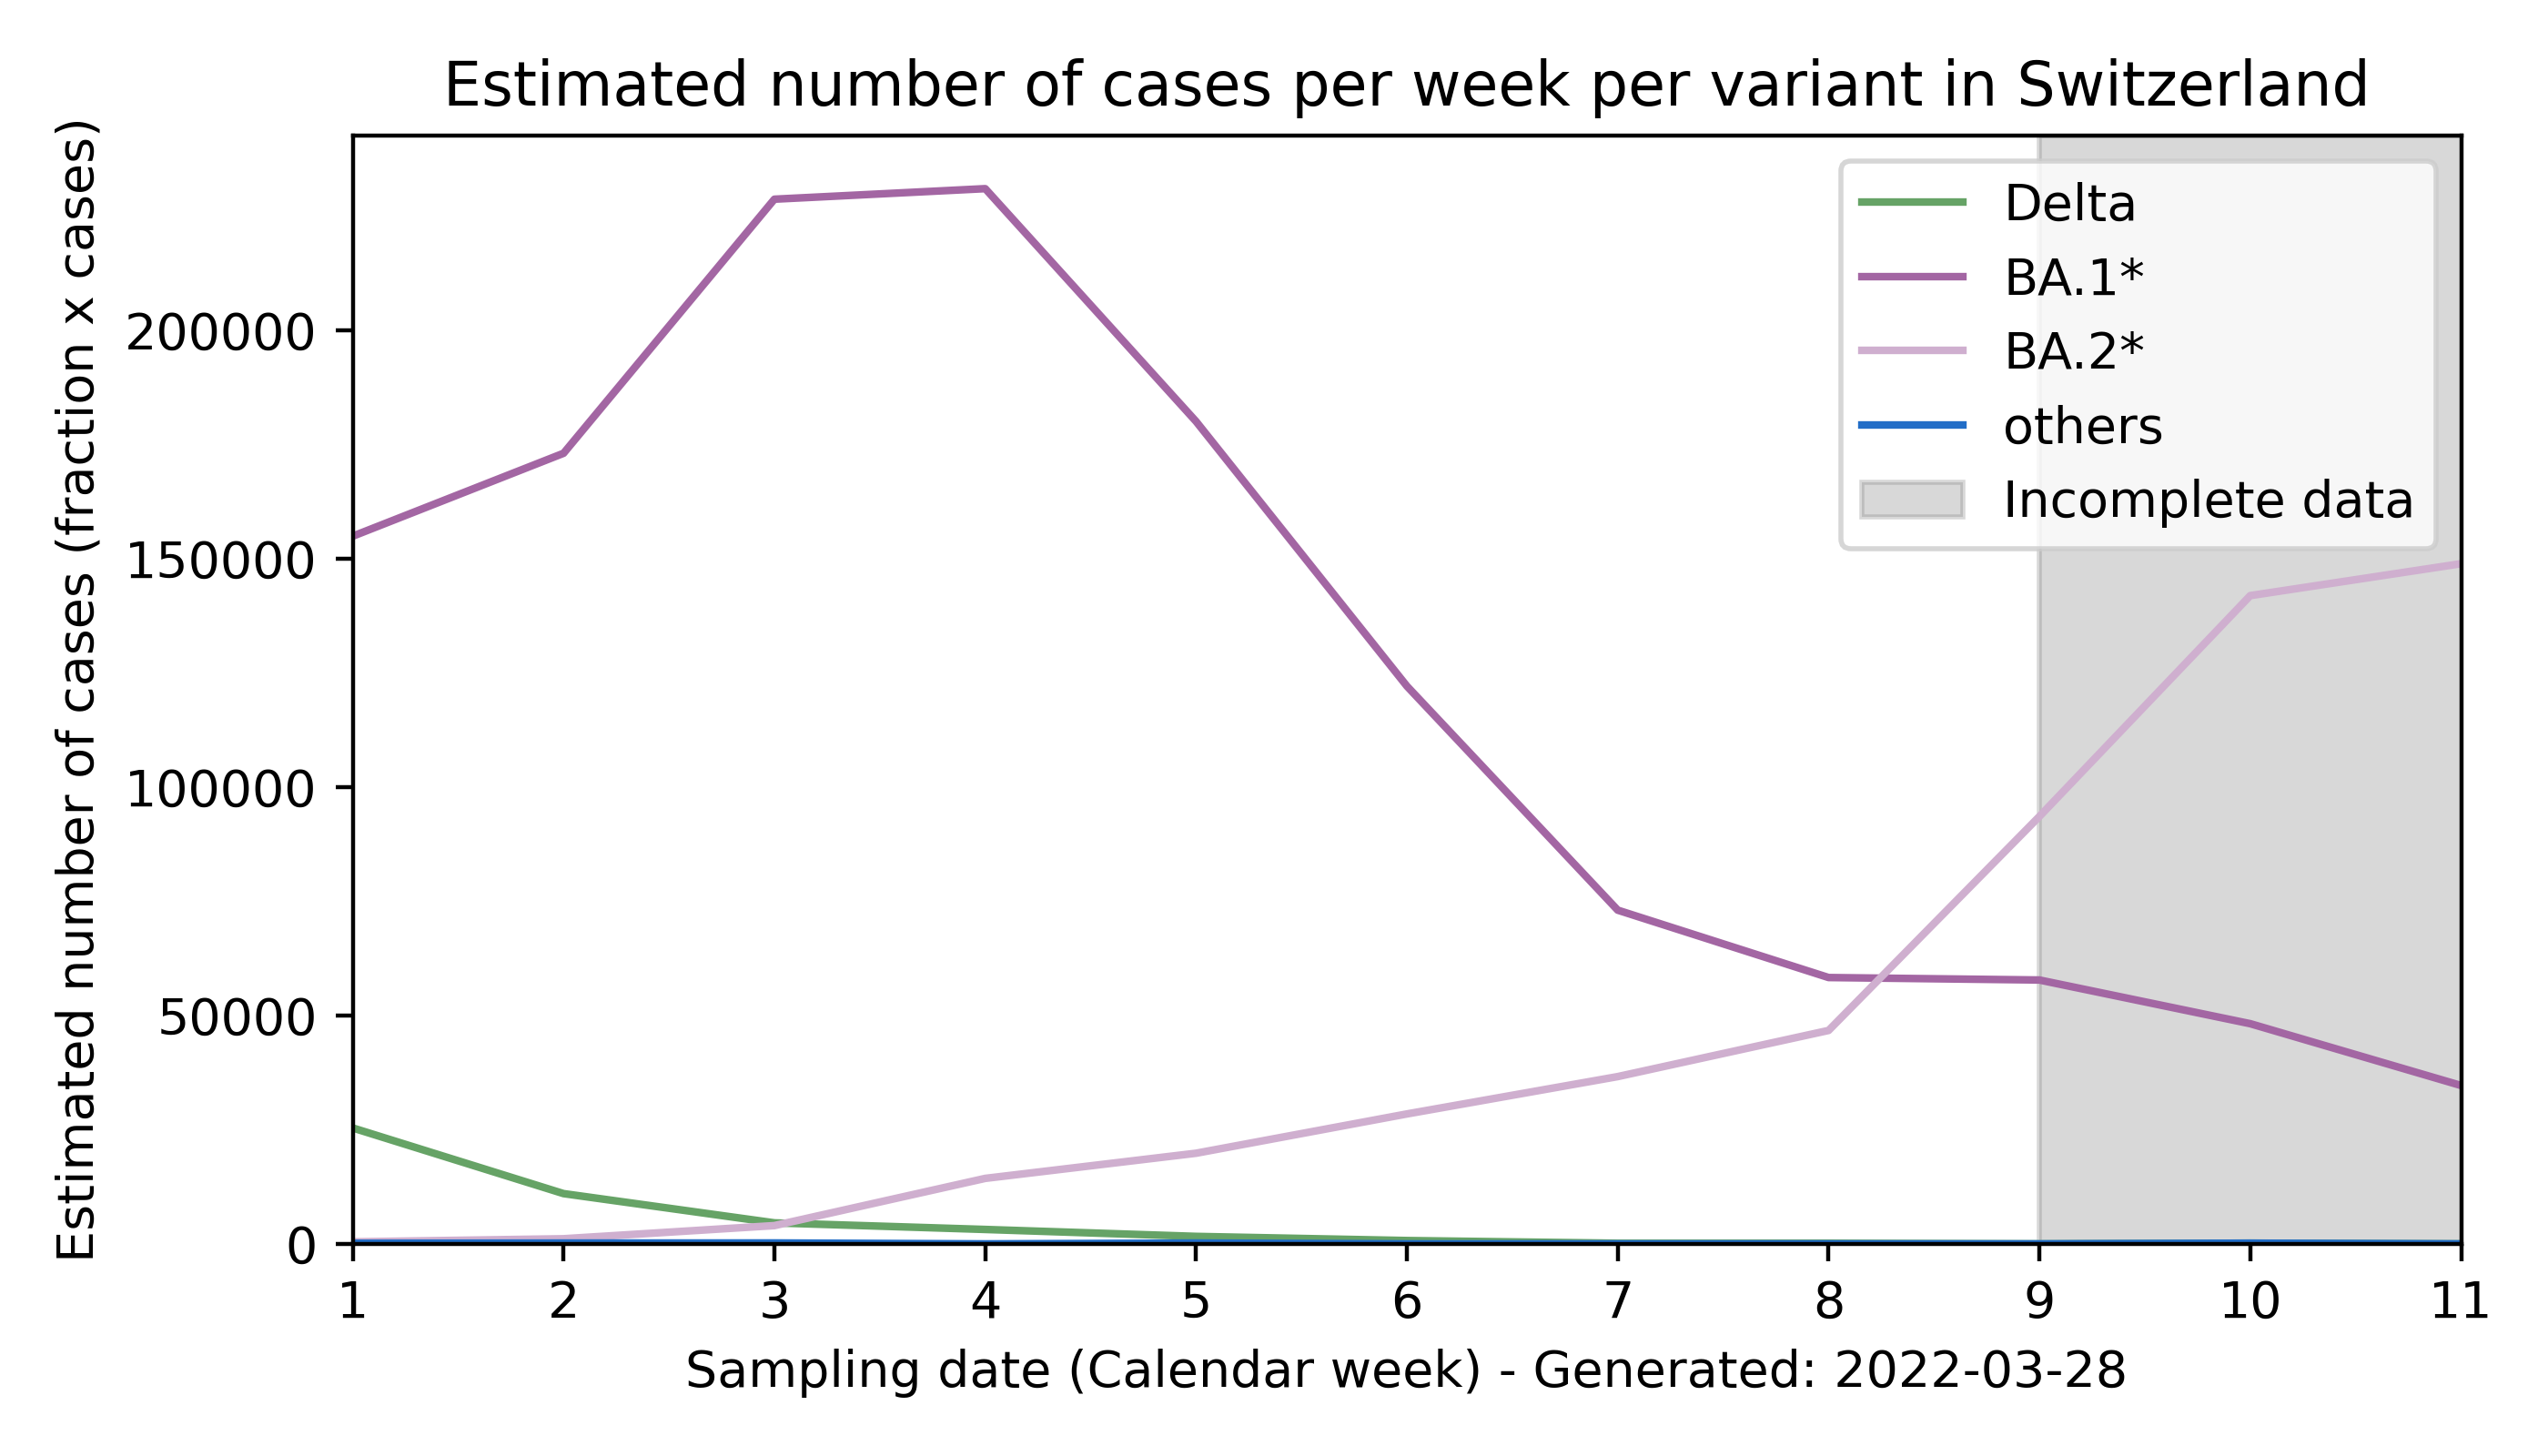 Estimated number of cases per week per variant in Switzerland
Estimated number of cases (fraction x cases)
200000
150000
100000
50000
0
Delta
BA.1*
BA.2*
others
Incomplete data
1 2 3 4 5 6 7 8 9 10 11
Sampling date (Calendar week) - Generated: 2022-03-28